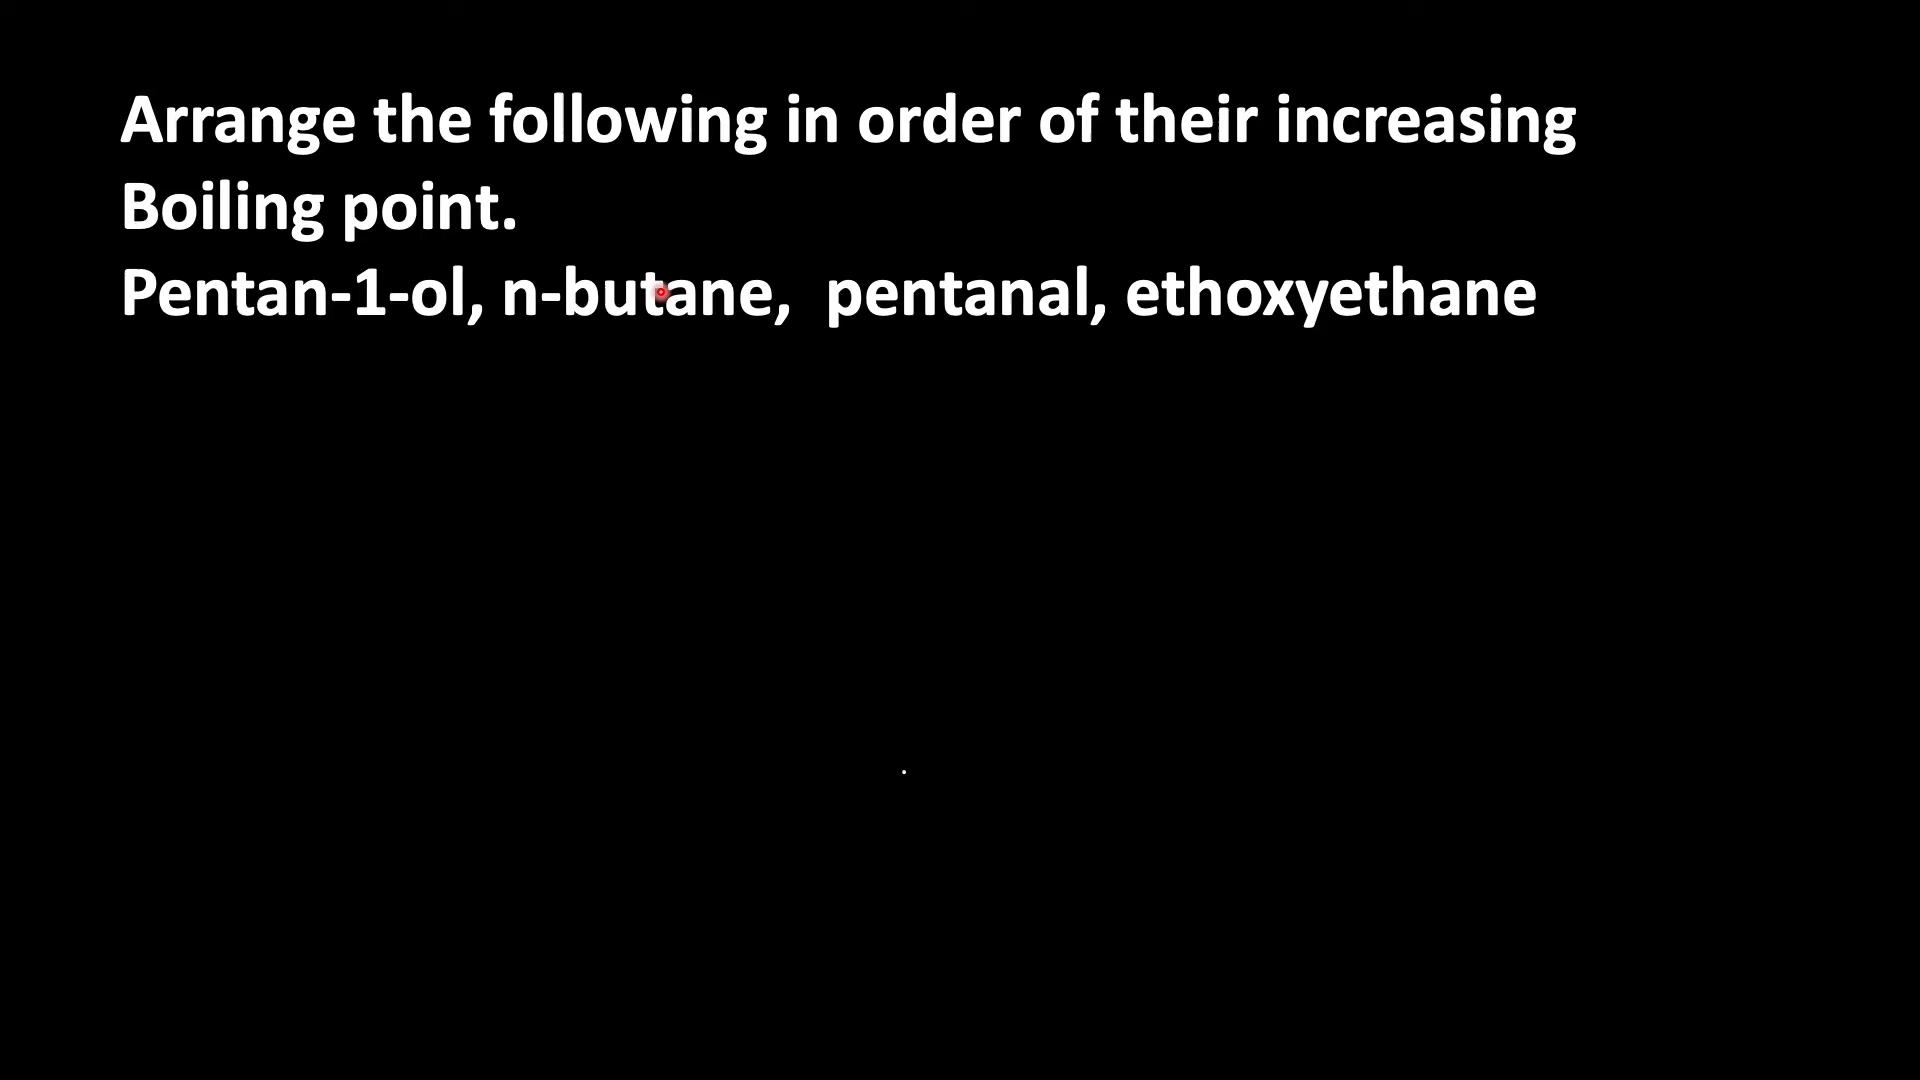 Arrange the following in order of their increasing
Boiling point.
Pentan-1-ol, n-butane,  pentanal, ethoxyethane